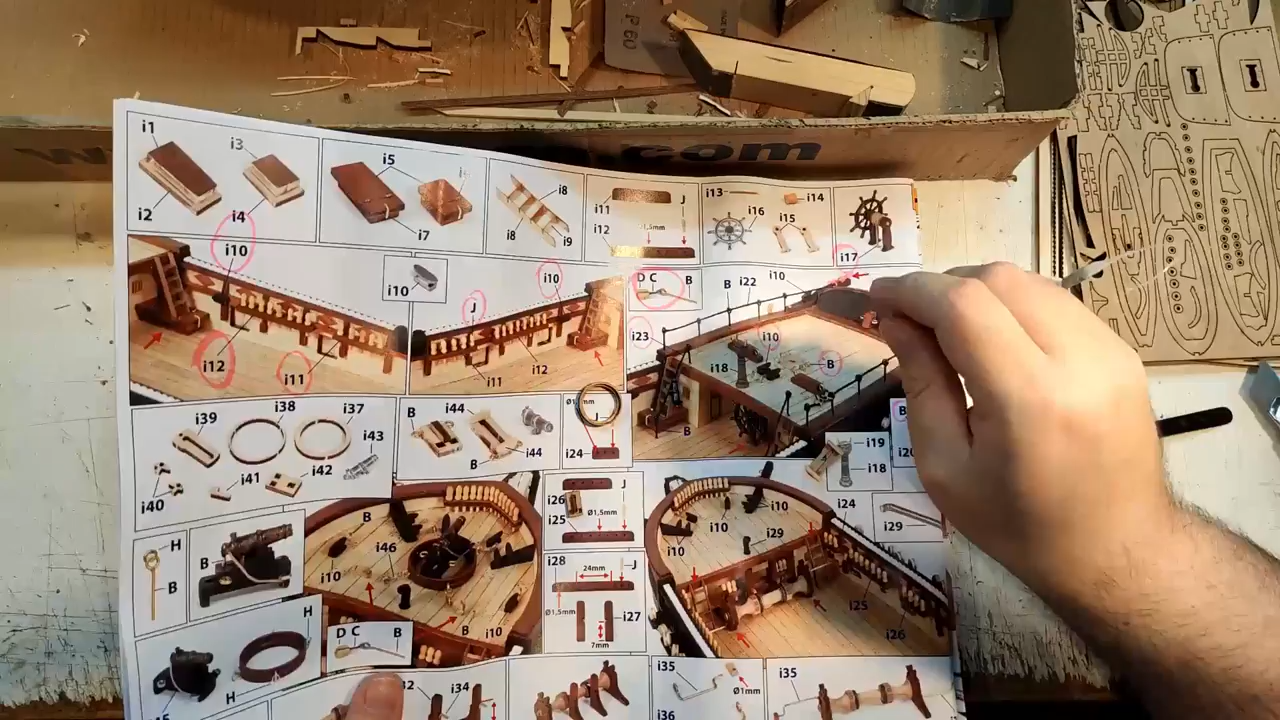 P 60
.com
i1
i3
i2
i4
i5
i7
i8
i8
i9
i11
J
i12
1,5mm
i13
i14
i16
i15
i17
i10
i10
i12
i11
J
i10
i11
i12
D C
B
B
i22
i10
i23
i10
i18
B
B
i39
i38
i37
i43
i41
i42
i40
B
i44
B
i44
J
i24
i19
i18
H
B
B
B
i46
i10
B
i10
i26
J
i25
Ø1,5mm
i28
J
24mm
Ø1,5mm
i27
7mm
i10
i10
i10
i29
i24
i29
i25
i26
H
H
D C
B
i34
i35
Ø1mm
i36
i35